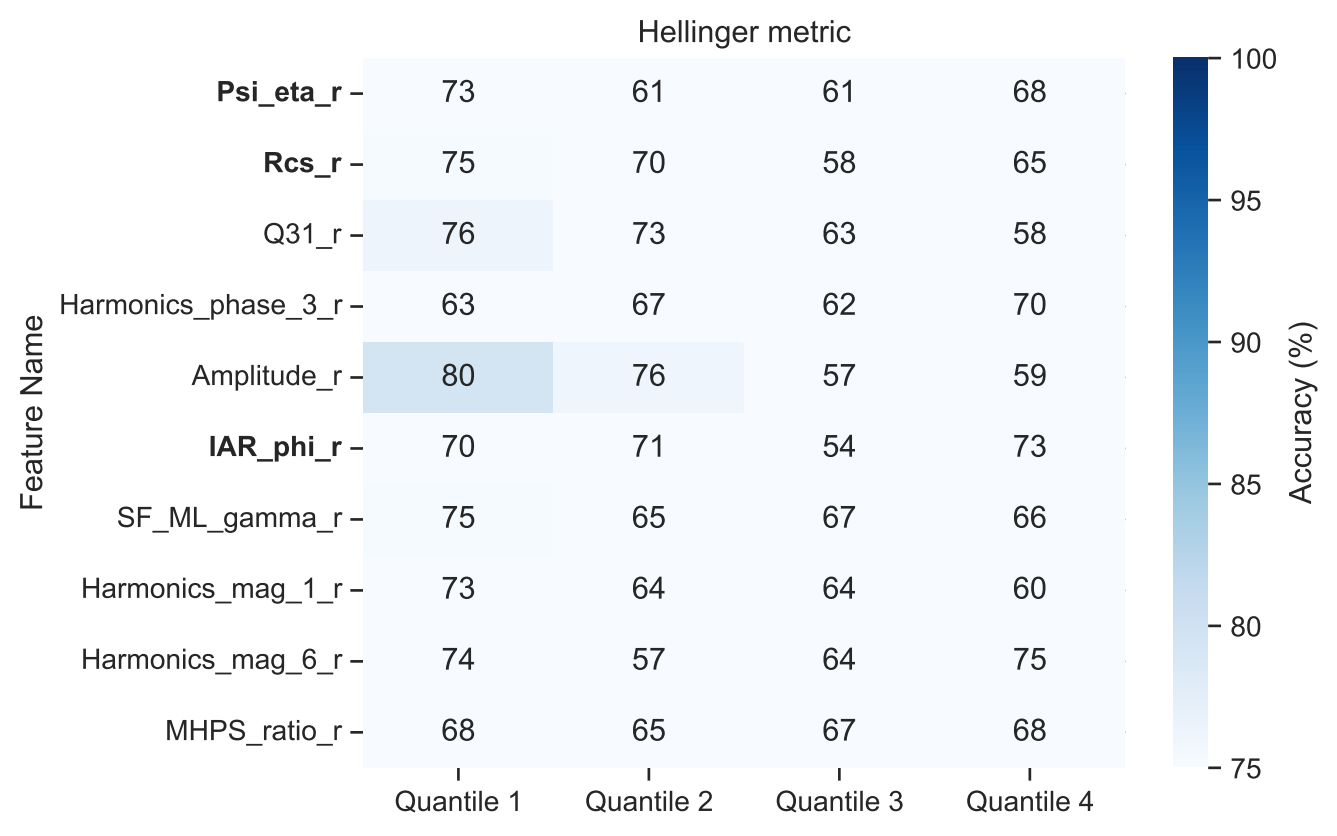 Hellinger metric
Psi_eta_r 73 61 61 68
Rcs_r 75 70 58 65
Q31_r 76 73 63 58
Harmonics_phase_3_r 63 67 62 70
Amplitude_r 80 76 57 59
IAR_phi_r 70 71 54 73
SF_ML_gamma_r 75 65 67 66
Harmonics_mag_1_r 73 64 64 60
Harmonics_mag_6_r 74 57 64 75
MHPS_ratio_r 68 65 67 68
Quantile 1 Quantile 2 Quantile 3 Quantile 4
Feature Name
100
95
90
85
80
75
Accuracy (%)